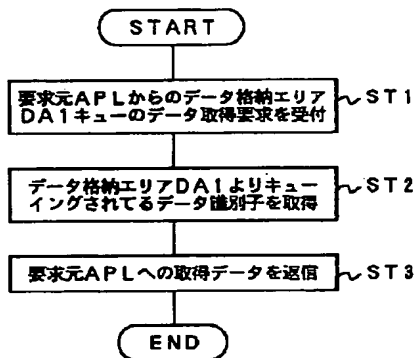 START
要求元APLからのデータ格納エリア
DA1キューのデータ取得要求を受付
ST1
データ格納エリアDA1よりキュー
イングされてるデータ識別子を取得
ST2
要求元APLへの取得データを返信
ST3
END